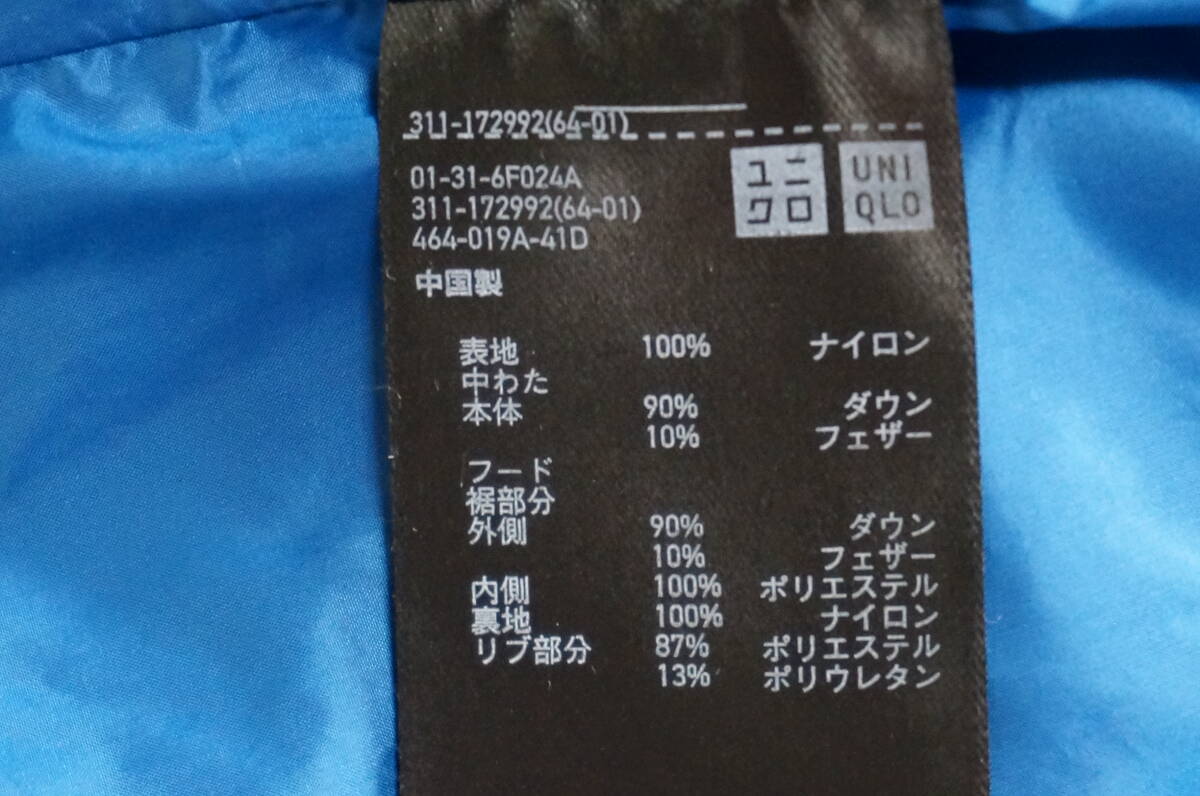 311-172992(64-01)
01-31-6F024A
311-172992(64-01)
464-019A-41D
ユニ
クロ
UNI
QLO
中国製
表地 100% ナイロン
中わた
本体 90% ダウン
10% フェザー
フード
裾部分
外側 90% ダウン
10% フェザー
内側 100% ポリエステル
裏地 100% ナイロン
リブ部分 87% ポリエステル
13% ポリウレタン